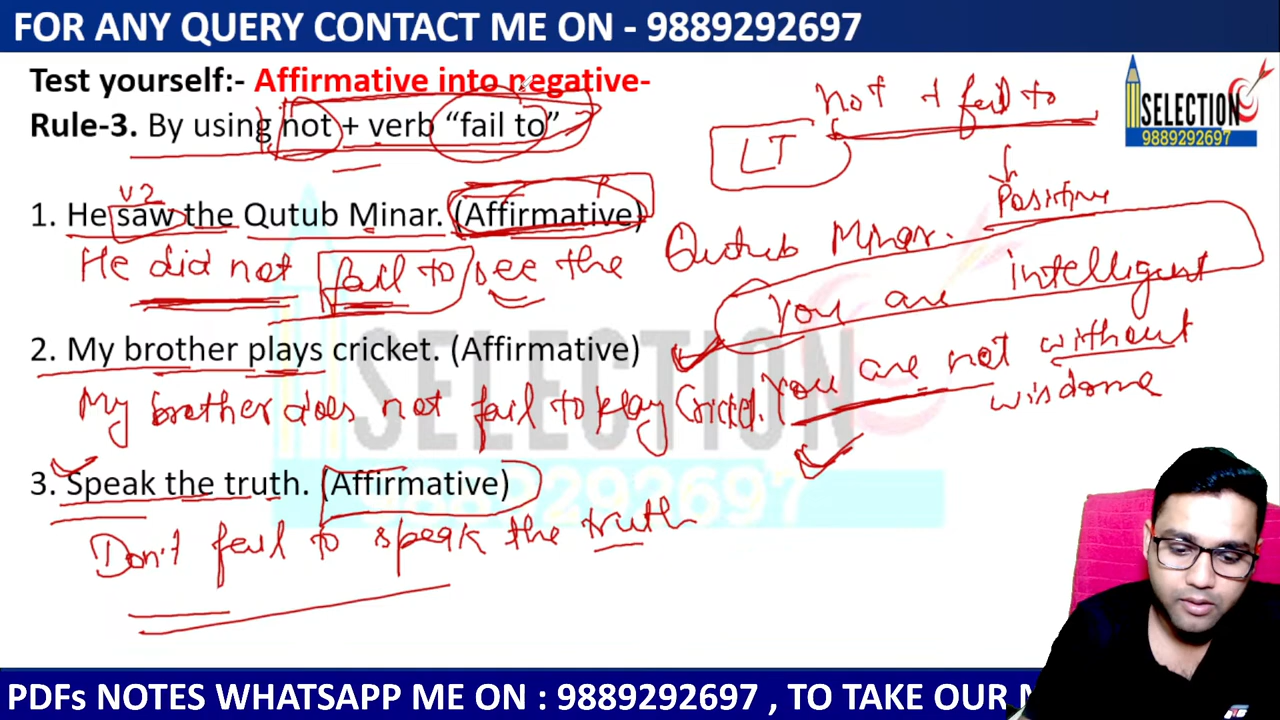 FOR ANY QUERY CONTACT ME ON - 9889292697
Test yourself:- Affirmative into negative-
not + fail to
SELECTION
9889292697
Rule-3. By using not + verb “fail to”
LT
Positive
V2
1. He saw the Qutub Minar. (Affirmative)
He did not fail to see the Qutub Minar.
You are intelligent
2. My brother plays cricket. (Affirmative)
You are not without
wisdome
My brother does not fail to play Cricket.
3. Speak the truth. (Affirmative)
Don't fail to speak the truth
SELECTION
9889292697
PDFs NOTES WHATSAPP ME ON : 9889292697 , TO TAKE OUR